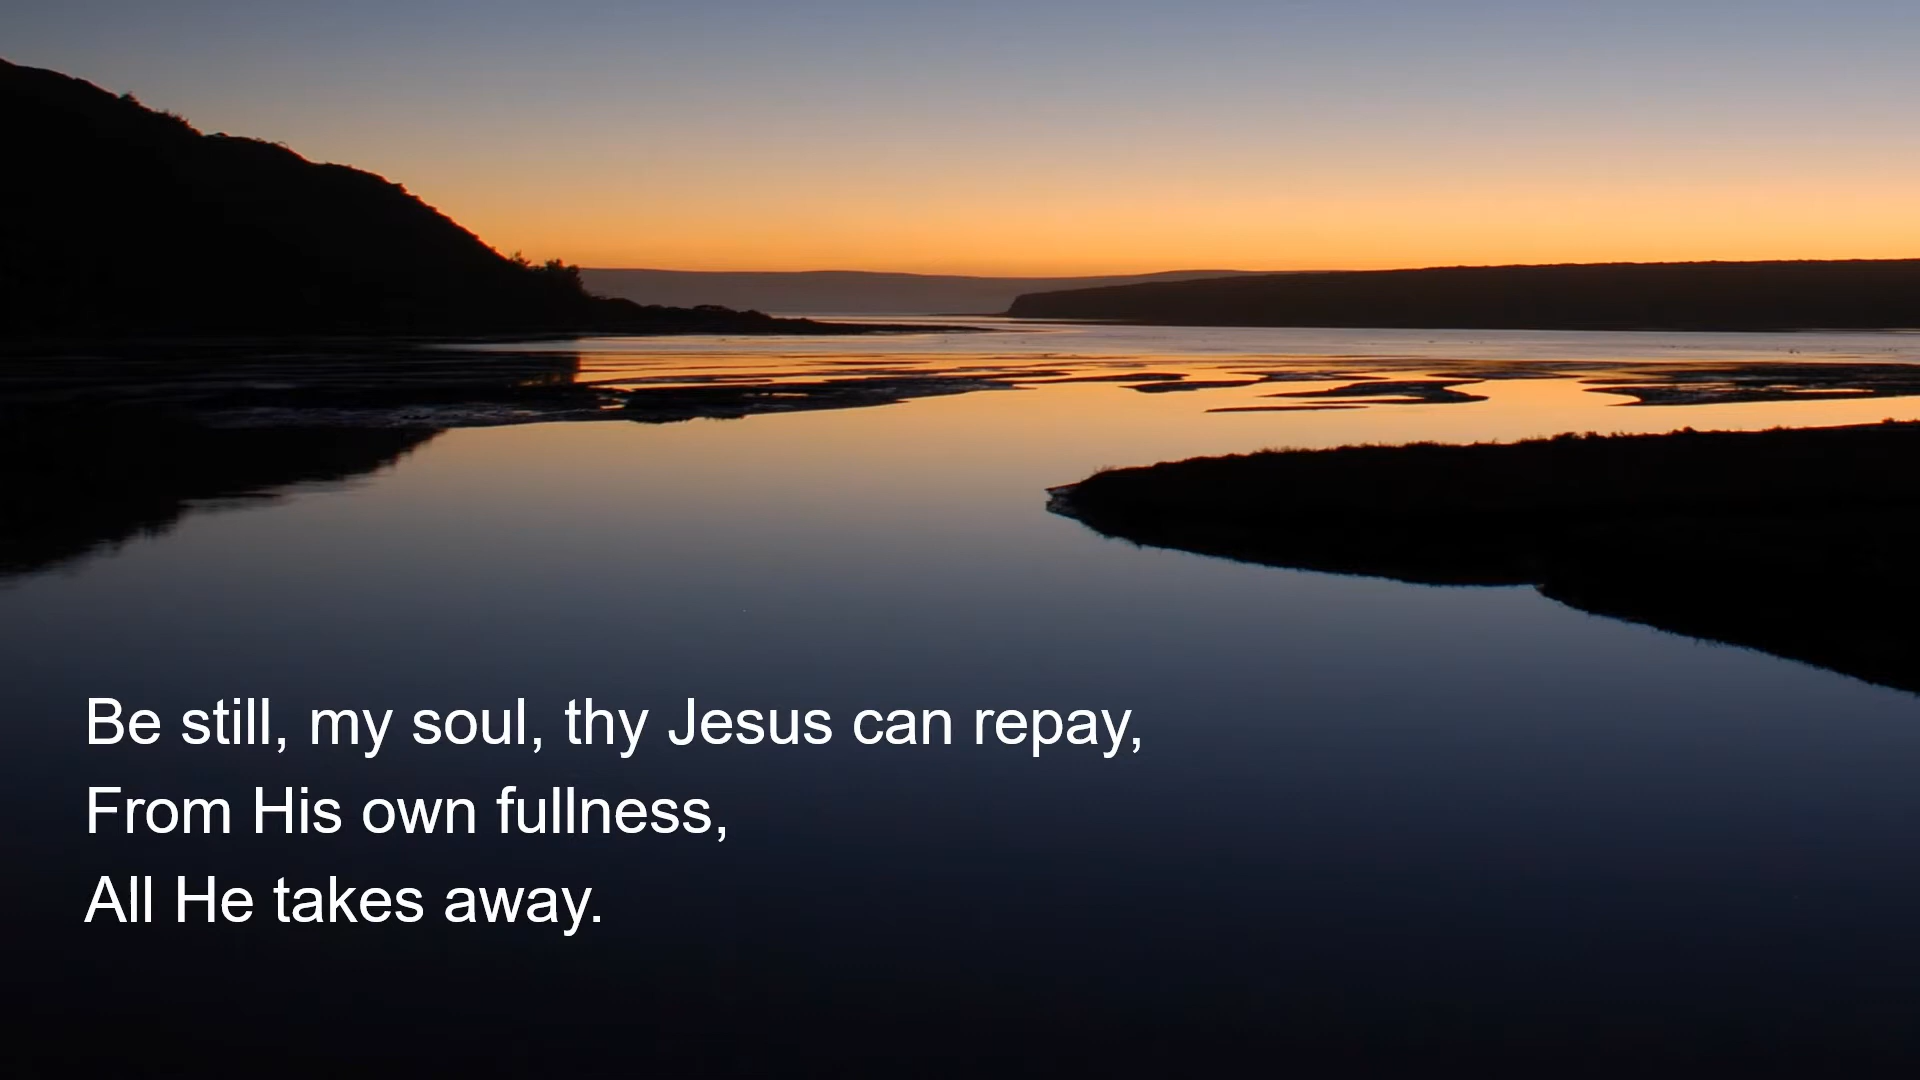 Be still, my soul, thy Jesus can repay,
From His own fullness,
All He takes away.